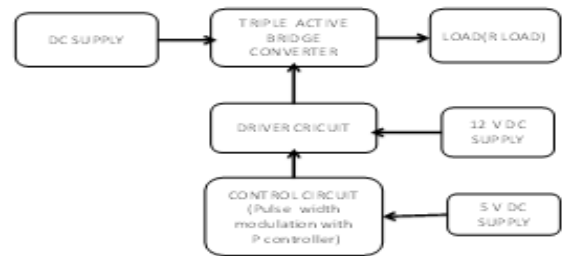 DC SUPPLY
TRIPLE ACTIVE
BRIDGE
CONVERTER
LOAD(R LOAD)
DRIVER CRICUIT
12 V DC
SUPPLY
CONTROL CIRCUIT
(Pulse width
modulation with
P controller)
5 V DC
SUPPLY